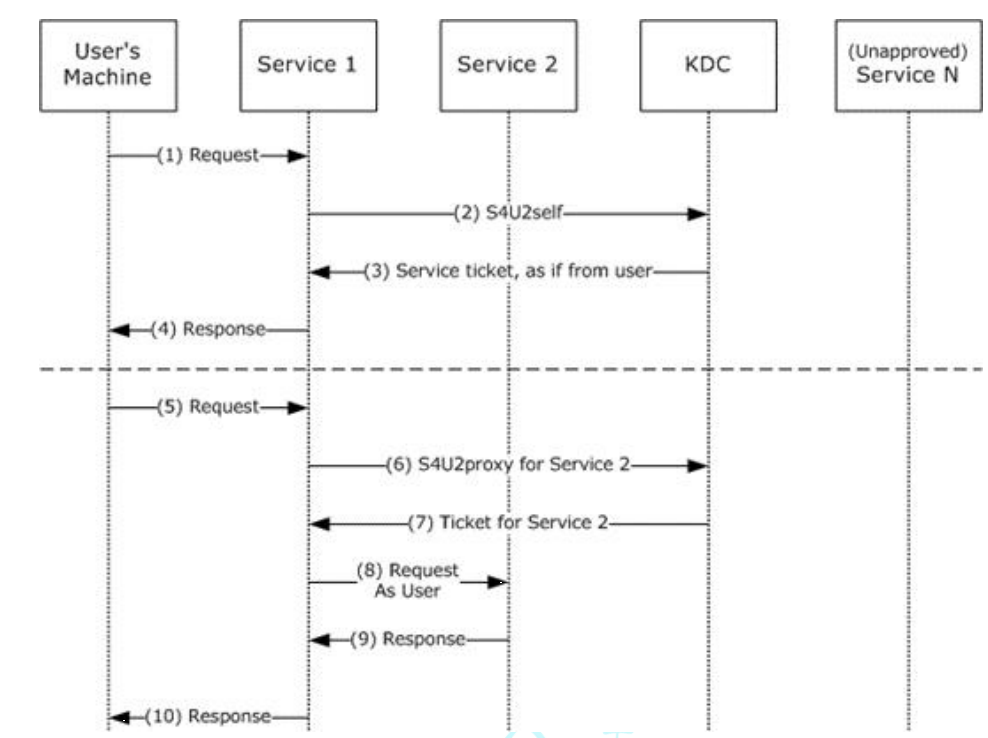 User's
Machine
Service 1
Service 2
KDC
(Unapproved)
Service N
(1) Request
(2) S4U2self
(3) Service ticket, as if from user
(4) Response
(5) Request
(6) S4U2proxy for Service 2
(7) Ticket for Service 2
(8) Request
As User
(9) Response
(10) Response